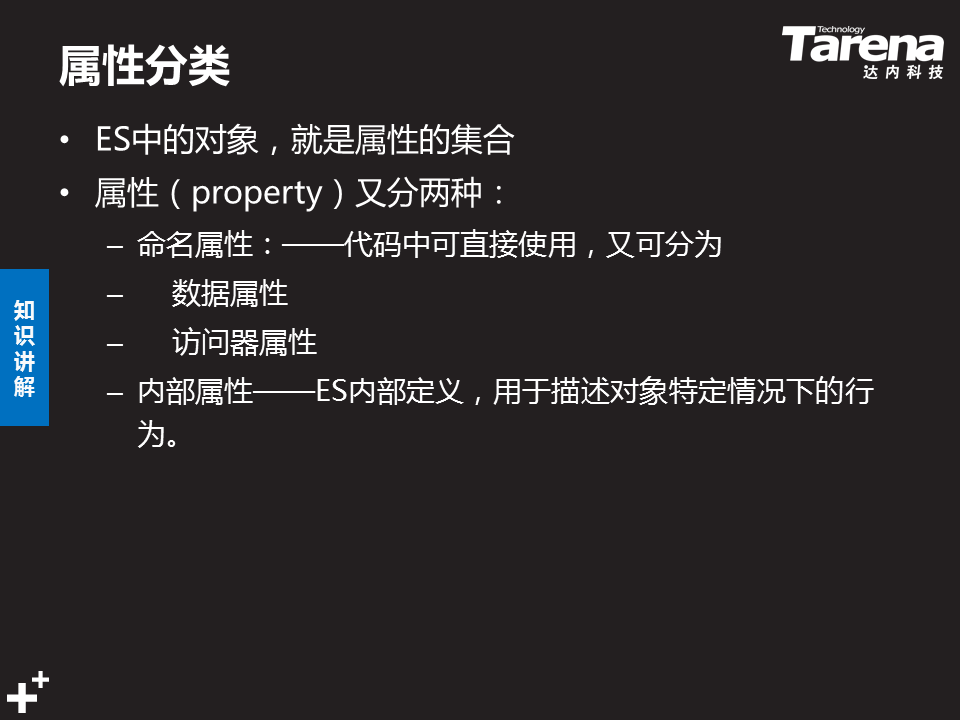 属性分类
Technology
Tarena
达内科技
• ES中的对象，就是属性的集合
• 属性（property）又分两种：
– 命名属性：——代码中可直接使用，又可分为
– 数据属性
– 访问器属性
– 内部属性——ES内部定义，用于描述对象特定情况下的行
为。
知
识
讲
解